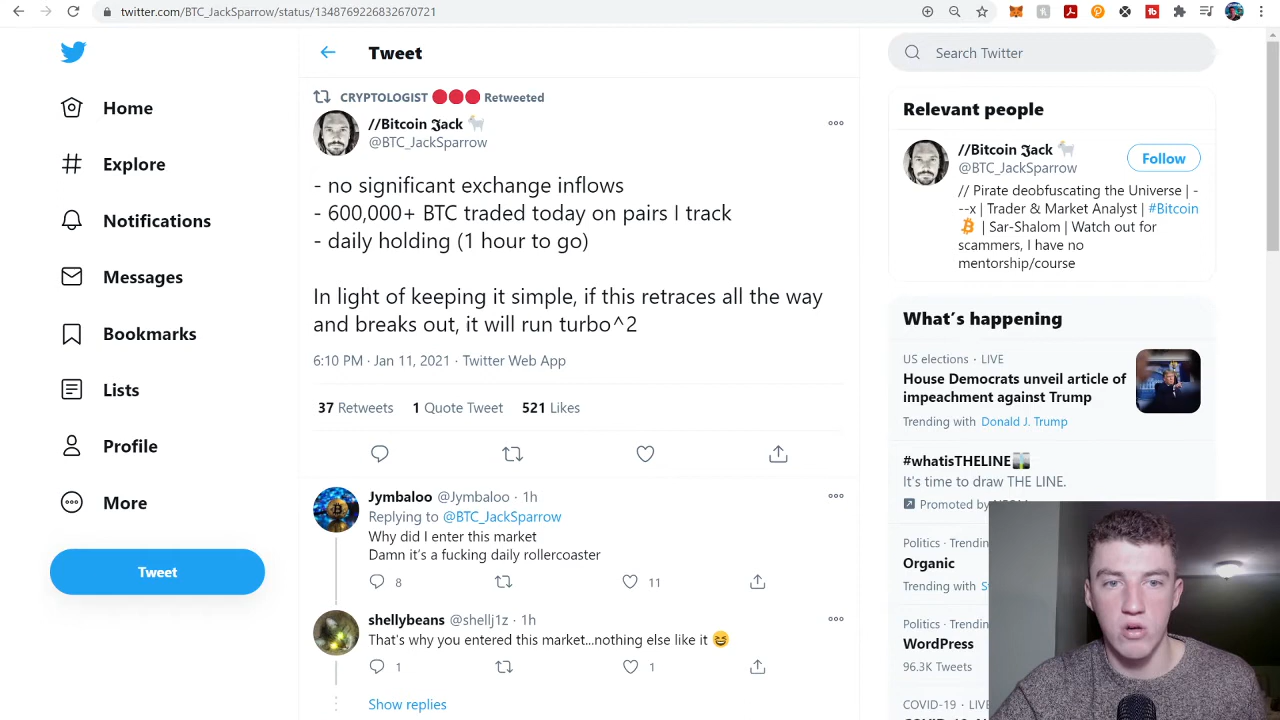 twitter.com/BTC_JackSparrow/status/1348769226832670721
Home
Explore
Notifications
Messages
Bookmarks
Lists
Profile
More
Tweet
Tweet
CRYPTOLOGIST 🔴🔴🔴 Retweeted
//Bitcoin 𝕵ack 🐐
@BTC_JackSparrow
- no significant exchange inflows
- 600,000+ BTC traded today on pairs I track
- daily holding (1 hour to go)
In light of keeping it simple, if this retraces all the way
and breaks out, it will run turbo^2
6:10 PM · Jan 11, 2021 · Twitter Web App
37 Retweets 1 Quote Tweet 521 Likes
Jymbaloo @Jymbaloo · 1h
Replying to @BTC_JackSparrow
Why did I enter this market
Damn it's a fucking daily rollercoaster
8 11
shellybeans @shellj1z · 1h
That's why you entered this market...nothing else like it 😆
1 1
Show replies
Search Twitter
Relevant people
//Bitcoin 𝕵ack 🐐
@BTC_JackSparrow
Follow
// Pirate deobfuscating the Universe | -
--x | Trader & Market Analyst | #Bitcoin
| Sar-Shalom | Watch out for
scammers, I have no
mentorship/course
What's happening
US elections · LIVE
House Democrats unveil article of
impeachment against Trump
Trending with Donald J. Trump
#whatisTHELINE
It's time to draw THE LINE.
Promoted by
Politics · Trendin
Organic
Trending with
Politics · Trendin
WordPress
96.3K Tweets
COVID-19 · LIVE